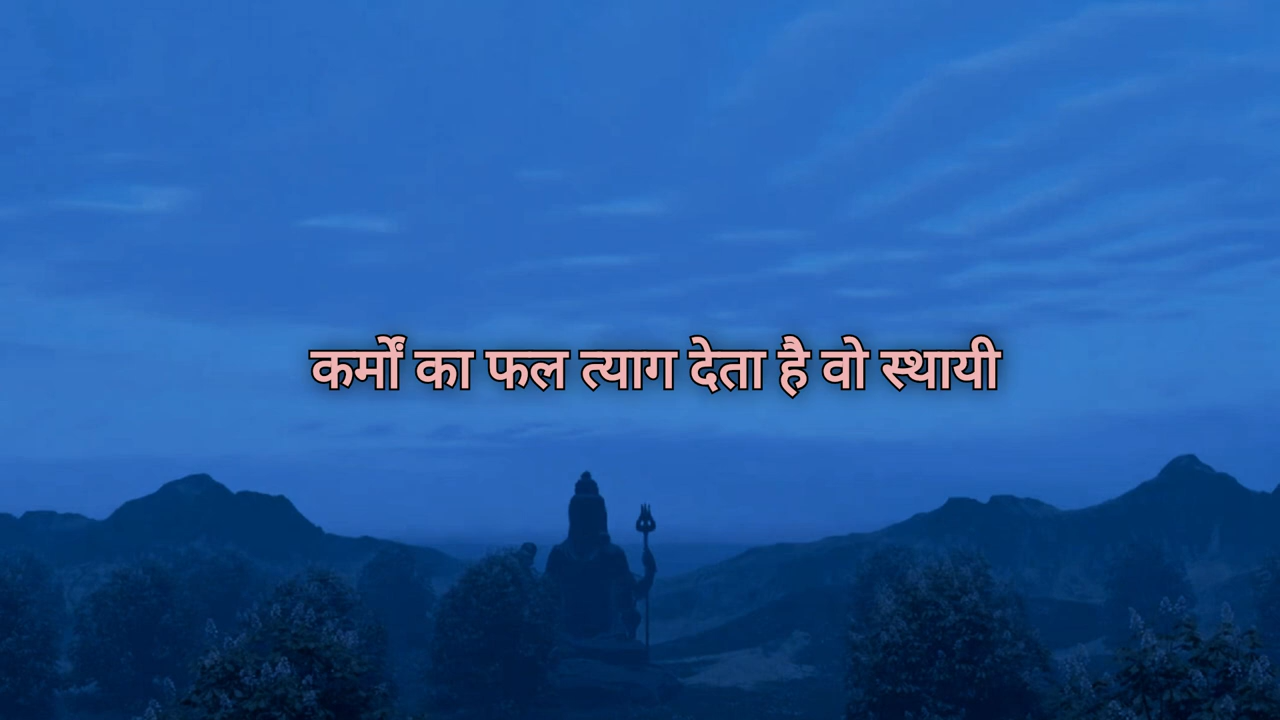 कर्मों का फल त्याग देता है वो स्थायी